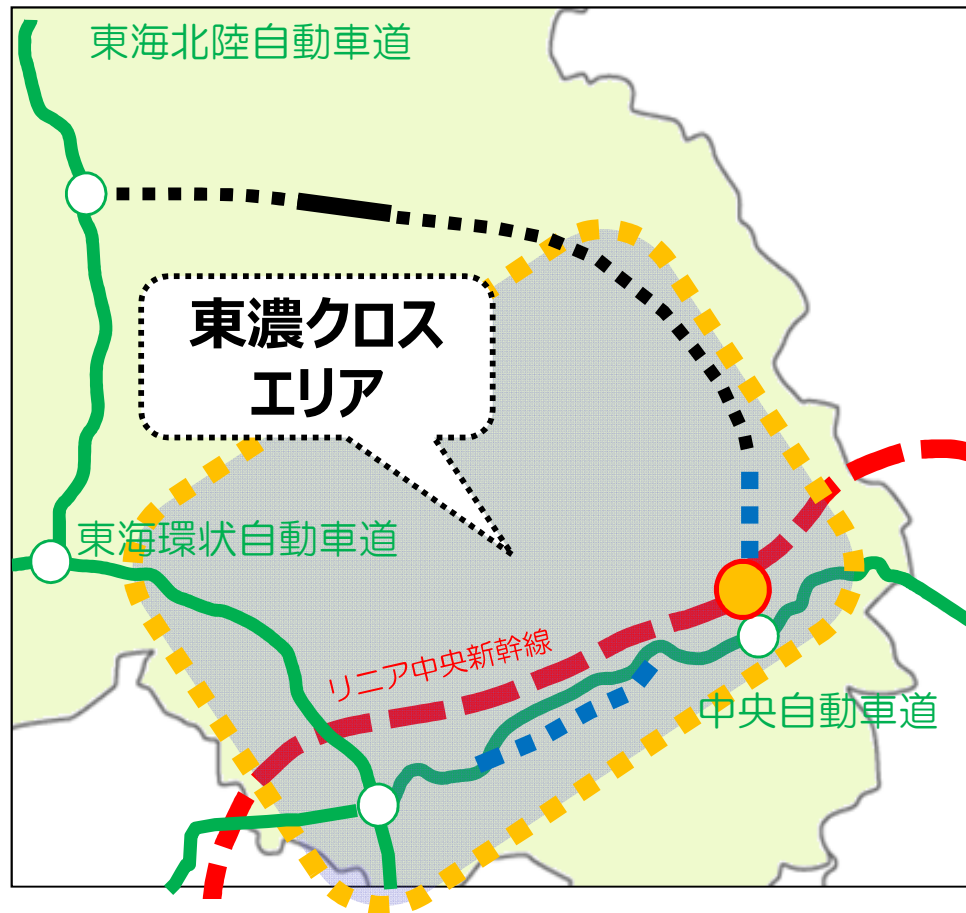 東海北陸自動車道
東濃クロス
エリア
東海環状自動車道
リニア中央新幹線
中央自動車道